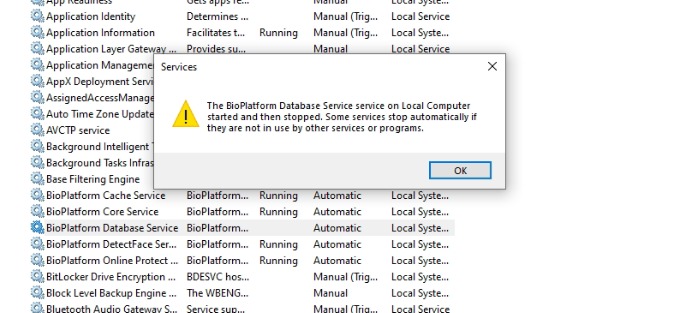 App Readiness Gets apps re... Manual Local System
Application Identity Determines ... Manual (Trig... Local Service
Application Information Facilitates t... Running Manual (Trig... Local Syste...
Application Layer Gateway ... Provides su... Manual Local Service
Application Manageme
AppX Deployment Servi
AssignedAccessManage
Auto Time Zone Update
AVCTP service
Background Intelligent T
Background Tasks Infras
Base Filtering Engine
Services
The BioPlatform Database Service service on Local Computer
started and then stopped. Some services stop automatically if
they are not in use by other services or programs.
OK
BioPlatform Cache Service BioPlatform... Running Automatic Local Syste...
BioPlatform Core Service BioPlatform... Running Automatic Local Syste...
BioPlatform Database Service BioPlatform... Automatic Local Syste...
BioPlatform DetectFace Ser... BioPlatform... Running Automatic Local Syste...
BioPlatform Online Protect ... BioPlatform... Running Automatic Local Syste...
BitLocker Drive Encryption ... BDESVC hos... Manual (Trig... Local Syste...
Block Level Backup Engine ... The WBENG... Manual Local Syste...
Bluetooth Audio Gateway S... Service sup... Manual (Trig... Local Service